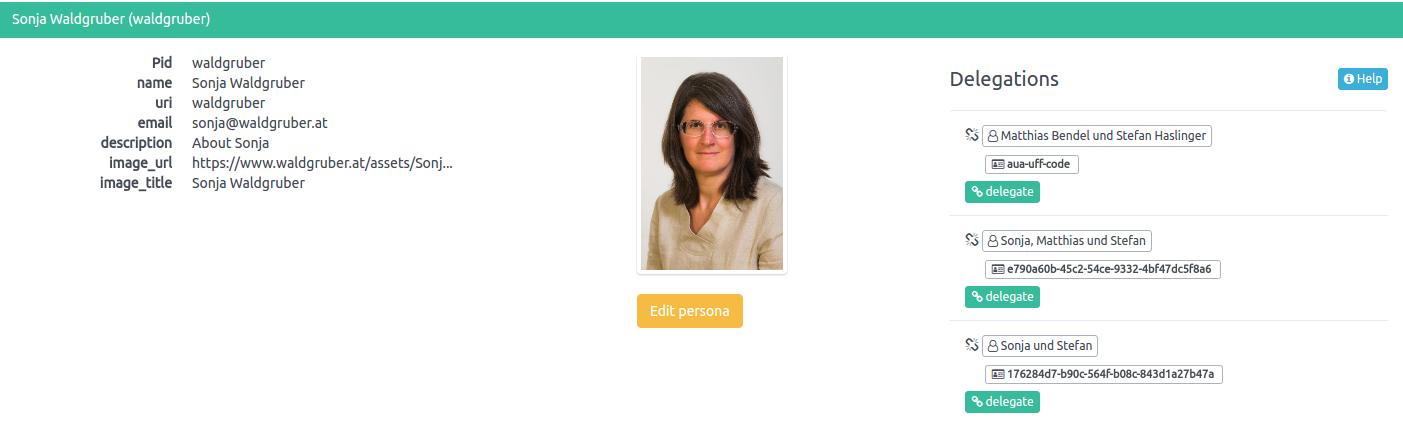 Sonja Waldgruber (waldgruber)
Pid waldgruber
name Sonja Waldgruber
uri waldgruber
email sonja@waldgruber.at
description About Sonja
image_url https://www.waldgruber.at/assets/Sonj...
image_title Sonja Waldgruber
Edit persona
Delegations
Help
Matthias Bendel und Stefan Haslinger
aua-uff-code
delegate
Sonja, Matthias und Stefan
e790a60b-45c2-54ce-9332-4bf47dc5f8a6
delegate
Sonja und Stefan
176284d7-b90c-564f-b08c-843d1a27b47a
delegate